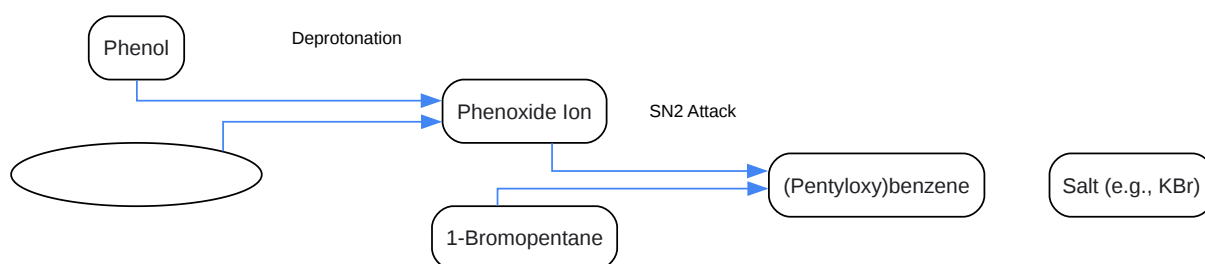 Phenol
Deprotonation
Phenoxide Ion
SN2 Attack
(Pentyloxy)benzene
Salt (e.g., KBr)
1-Bromopentane